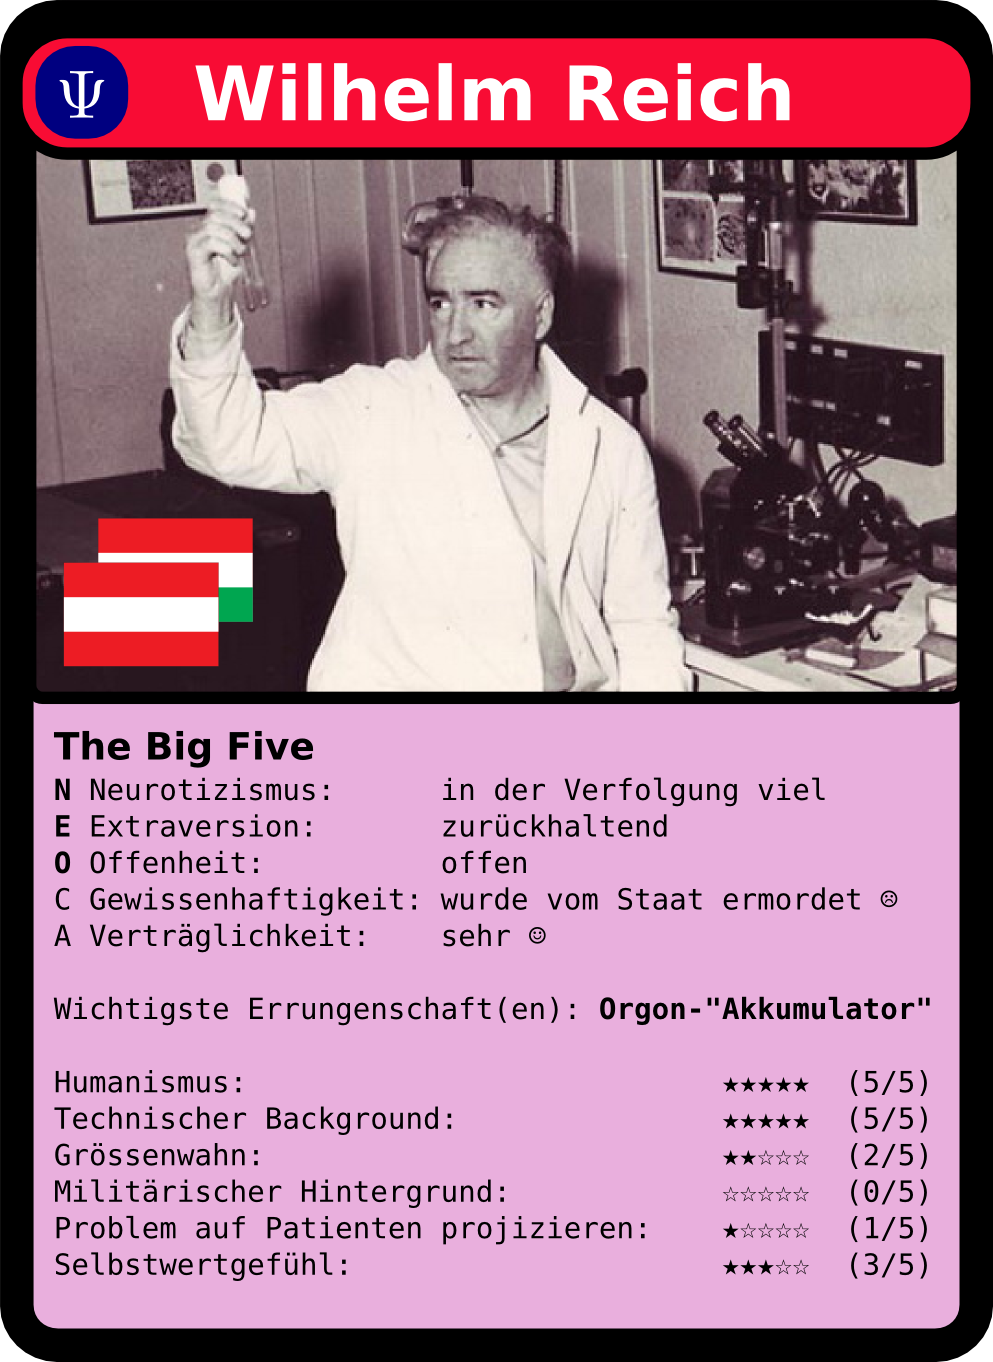 Ψ Wilhelm Reich
The Big Five
N Neurotizismus: in der Verfolgung viel
E Extraversion: zurückhaltend
O Offenheit: offen
C Gewissenhaftigkeit: wurde vom Staat ermordet ☹
A Verträglichkeit: sehr ☺
Wichtigste Errungenschaft(en): Orgon-"Akkumulator"
Humanismus: ★★★★★ (5/5)
Technischer Background: ★★★★★ (5/5)
Grössenwahn: ★★☆☆☆ (2/5)
Militärischer Hintergrund: ☆☆☆☆☆ (0/5)
Problem auf Patienten projizieren: ★☆☆☆☆ (1/5)
Selbstwertgefühl: ★★★☆☆ (3/5)